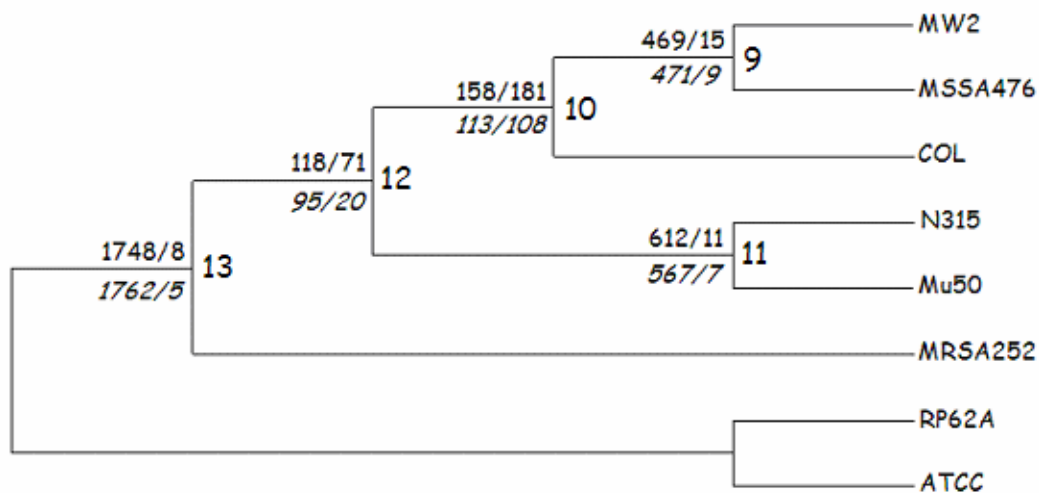 MW2
469/15
9
471/9
158/181
MSSA476
10
113/108
118/71
COL
12
95/20
N315
612/11
1748/8
11
13
567/7
1762/5
Mu50
MRSA252
RP62A
ATCC